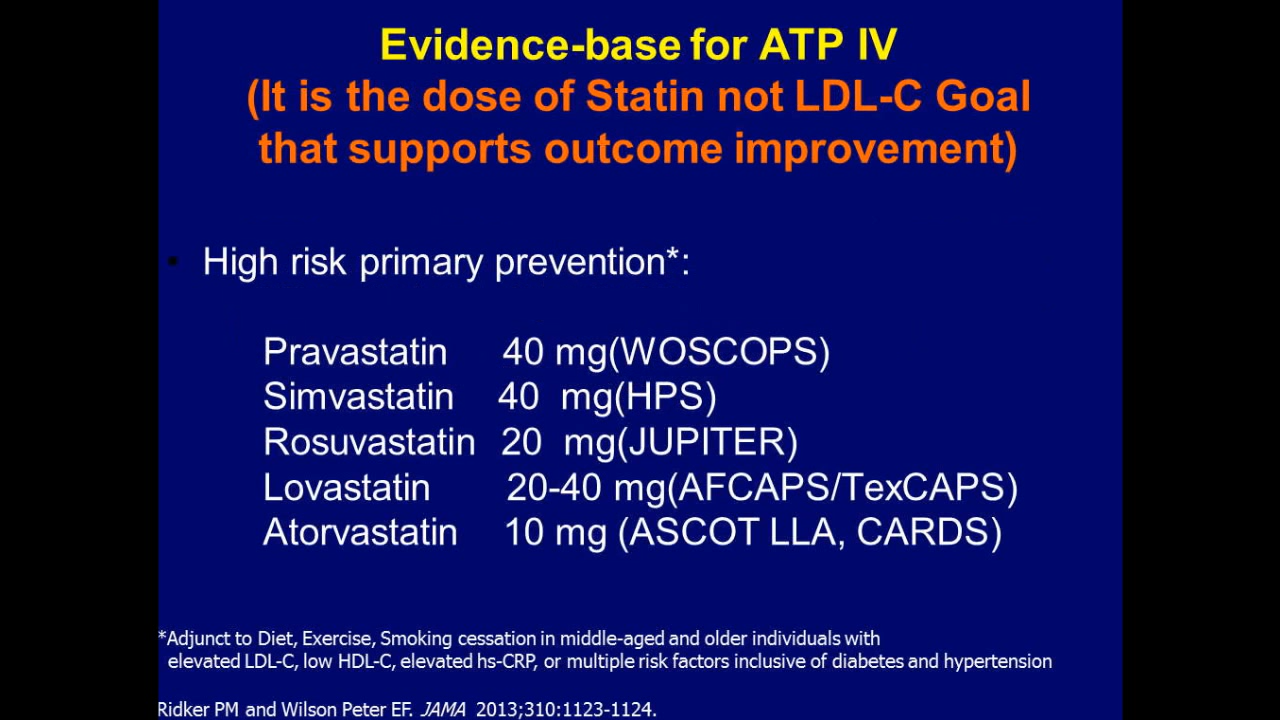 Evidence-base for ATP IV
(It is the dose of Statin not LDL-C Goal
that supports outcome improvement)
▪ High risk primary prevention*:
Pravastatin 40 mg(WOSCOPS)
Simvastatin 40 mg(HPS)
Rosuvastatin 20 mg(JUPITER)
Lovastatin 20-40 mg(AFCAPS/TexCAPS)
Atorvastatin 10 mg (ASCOT LLA, CARDS)
*Adjunct to Diet, Exercise, Smoking cessation in middle-aged and older individuals with
elevated LDL-C, low HDL-C, elevated hs-CRP, or multiple risk factors inclusive of diabetes and hypertension
Ridker PM and Wilson Peter EF. JAMA 2013;310:1123-1124.